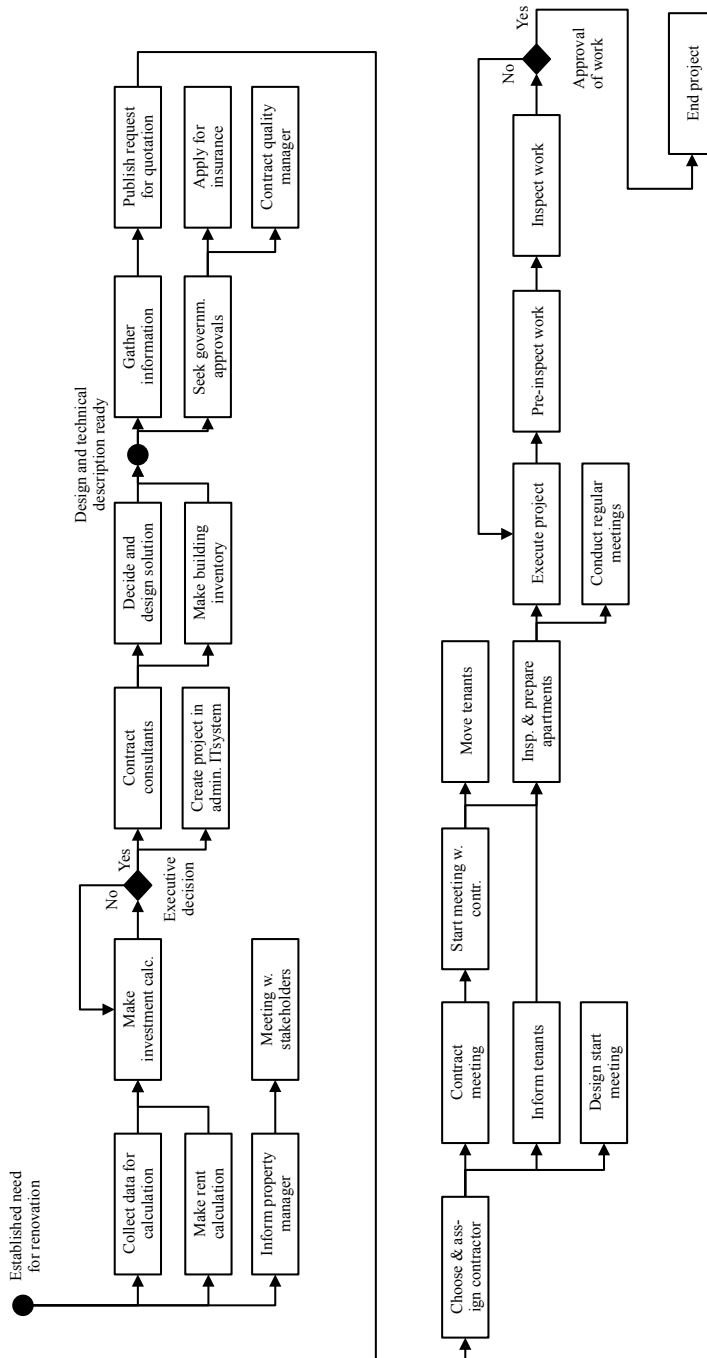 Established need
for renovation
Collect data for
calculation
Make rent
calculation
Inform property
manager
Make
investment calc.
Meeting w.
stakeholders
No
Yes
Executive
decision
Contract
consultants
Create project in
admin. ITsystem
Decide and
design solution
Make building
inventory
Design and technical
description ready
Gather
information
Seek governm.
approvals
Publish request
for quotation
Apply for
insurance
Contract quality
manager
Choose & ass-
ign contractor
Contract
meeting
Inform tenants
Design start
meeting
Start meeting w.
contr.
Move tenants
Insp. & prepare
apartments
Execute project
Conduct regular
meetings
Pre-inspect work
Inspect work
No
Yes
Approval
of work
End project